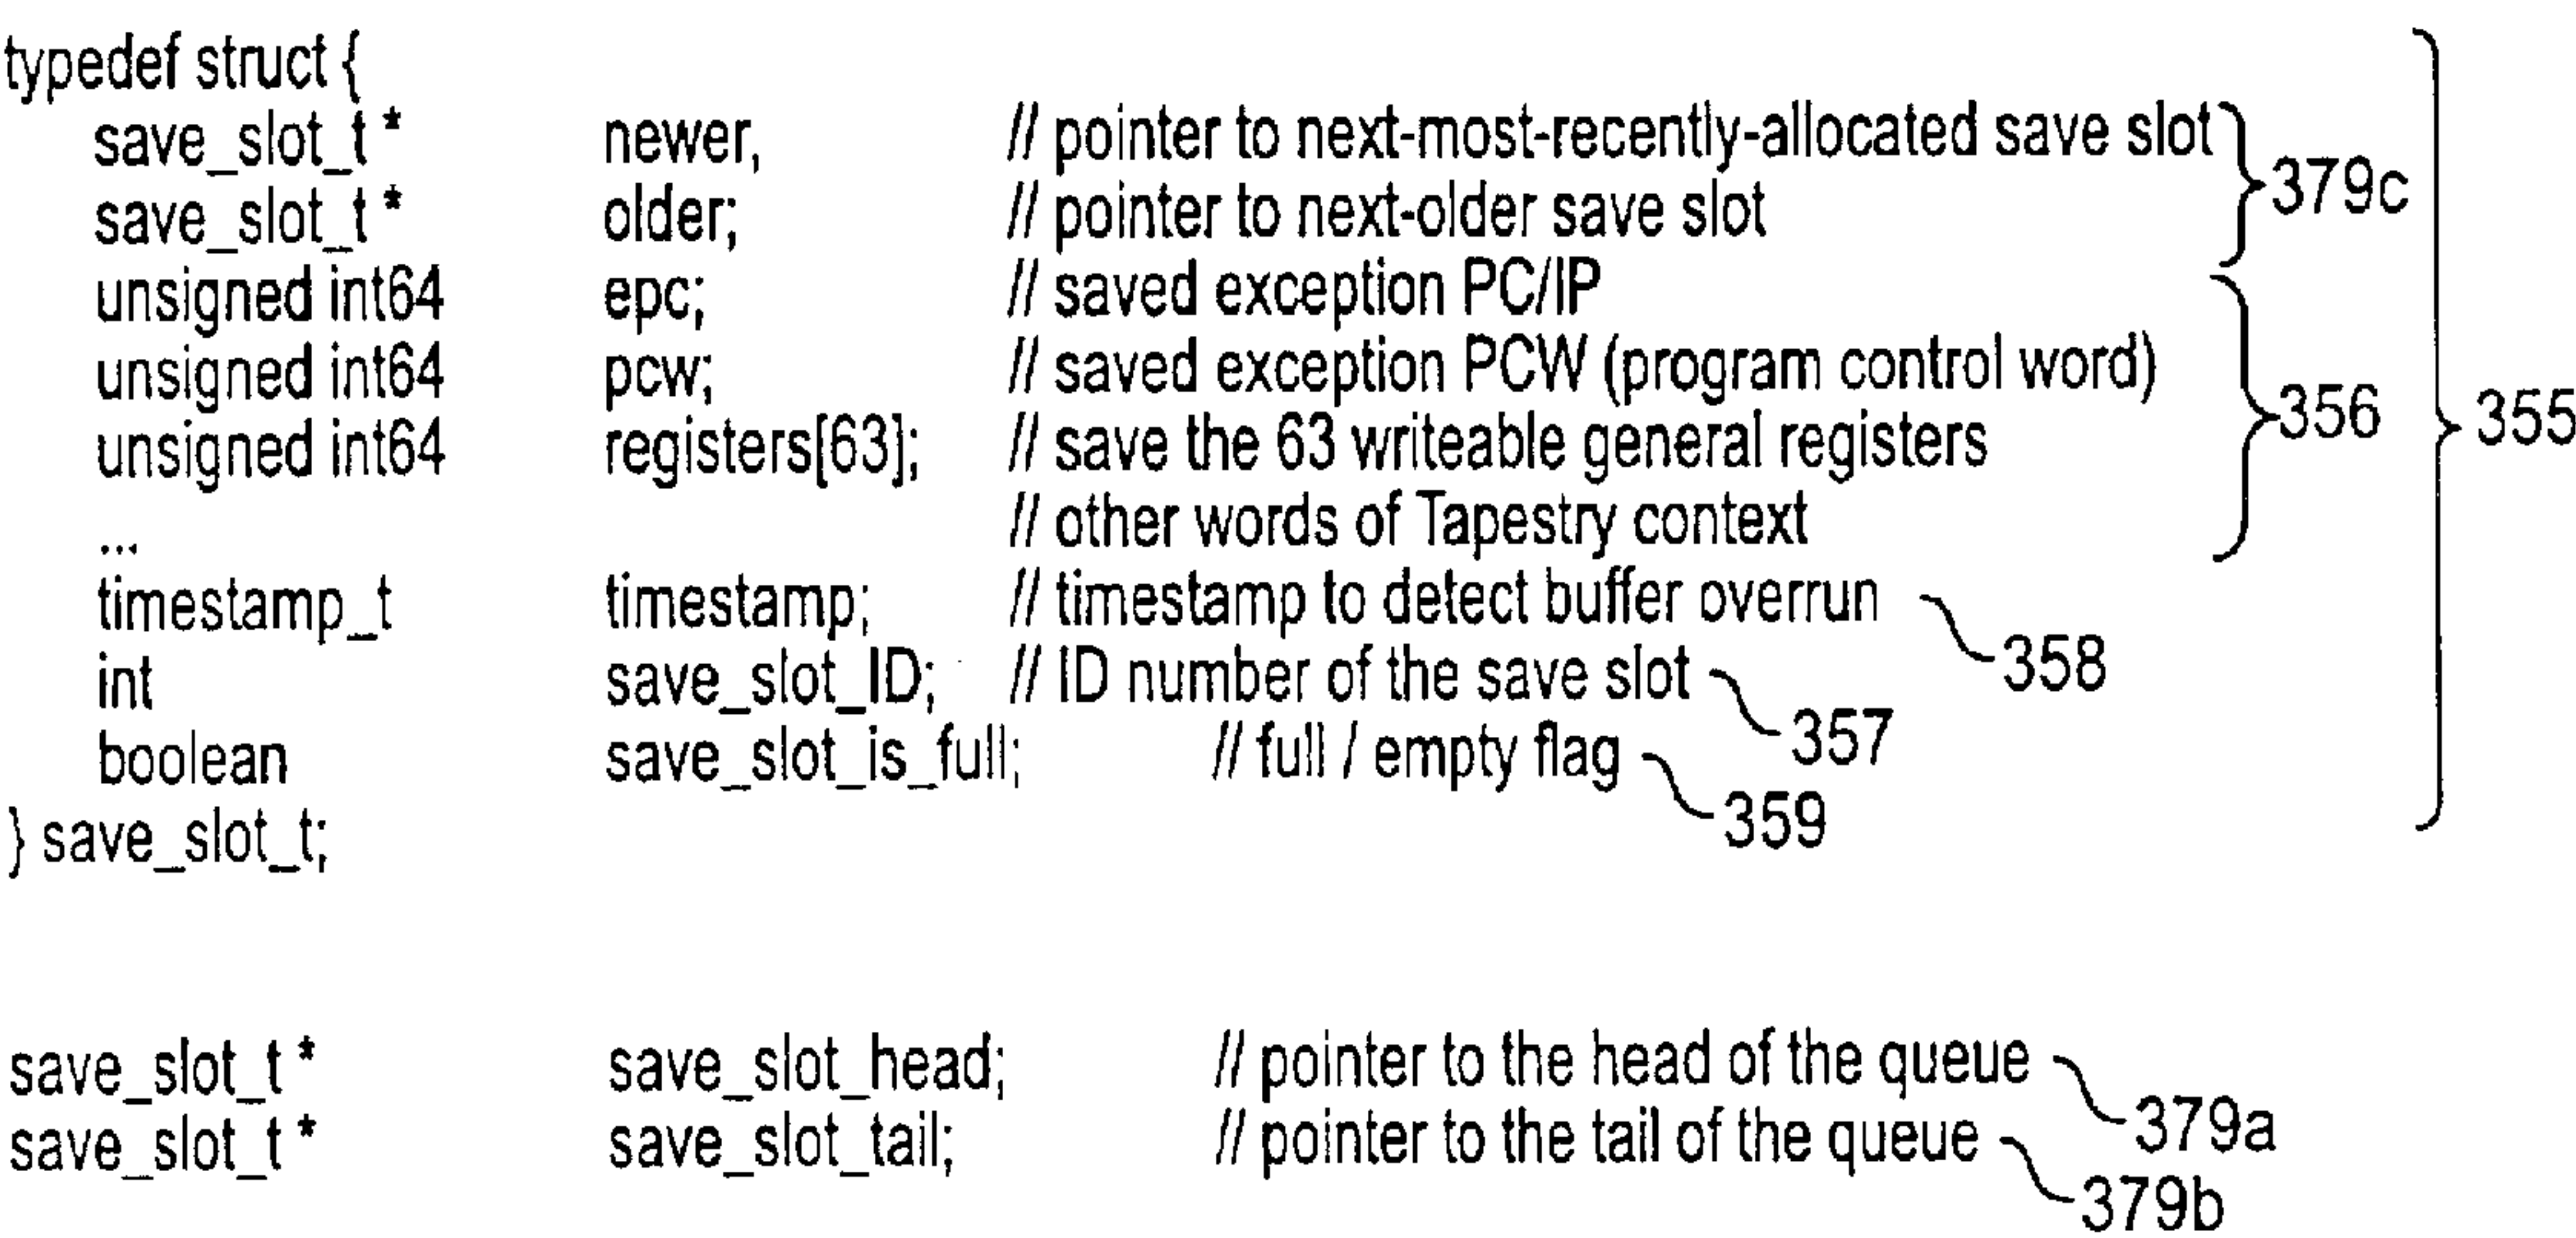 typedef struct {
save_slot_t * newer, // pointer to next-most-recently-allocated save slot
379c
save_slot_t * older; // pointer to next-older save slot
unsigned int64 epc; // saved exception PC/IP
unsigned int64 pcw; // saved exception PCW (program control word)
356 355
unsigned int64 registers[63]; // save the 63 writeable general registers
... // other words of Tapestry context
timestamp_t timestamp; // timestamp to detect buffer overrun
358
int save_slot_ID; // ID number of the save slot
357
boolean save_slot_is_full; // full / empty flag
359
} save_slot_t;
save_slot_t * save_slot_head; // pointer to the head of the queue
379a
save_slot_t * save_slot_tail; // pointer to the tail of the queue
379b